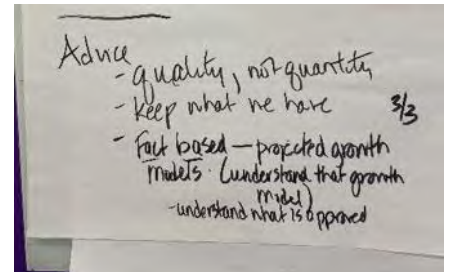 Advice
- quality, not quantity
- keep what we have 3/3
- Fact based — projected growth
models. (understand that growth
model)
- understand what is approved